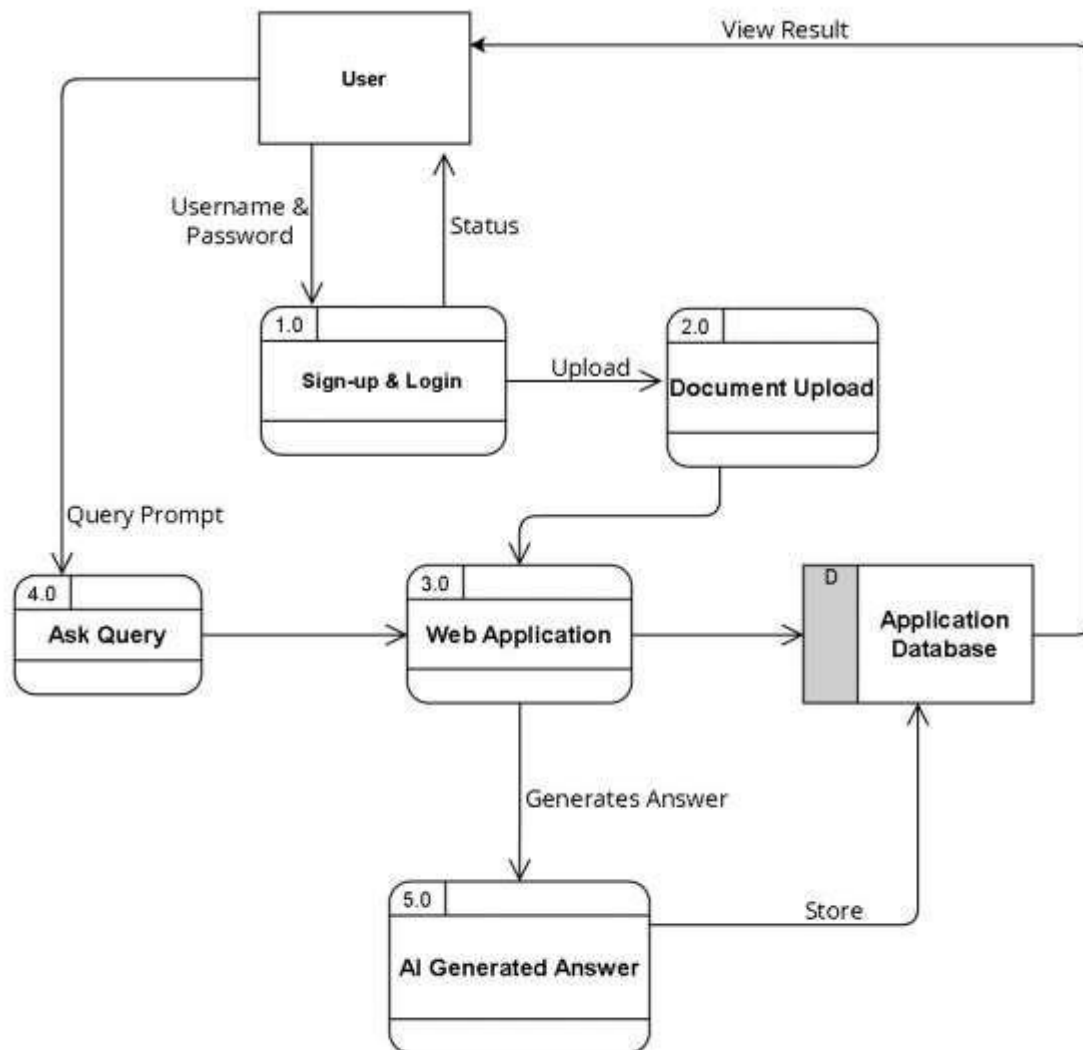 View Result
User
Username &
Password
Status
1.0
Sign-up & Login
Upload
2.0
Document Upload
Query Prompt
4.0
Ask Query
3.0
Web Application
D
Application
Database
Generates Answer
5.0
AI Generated Answer
Store